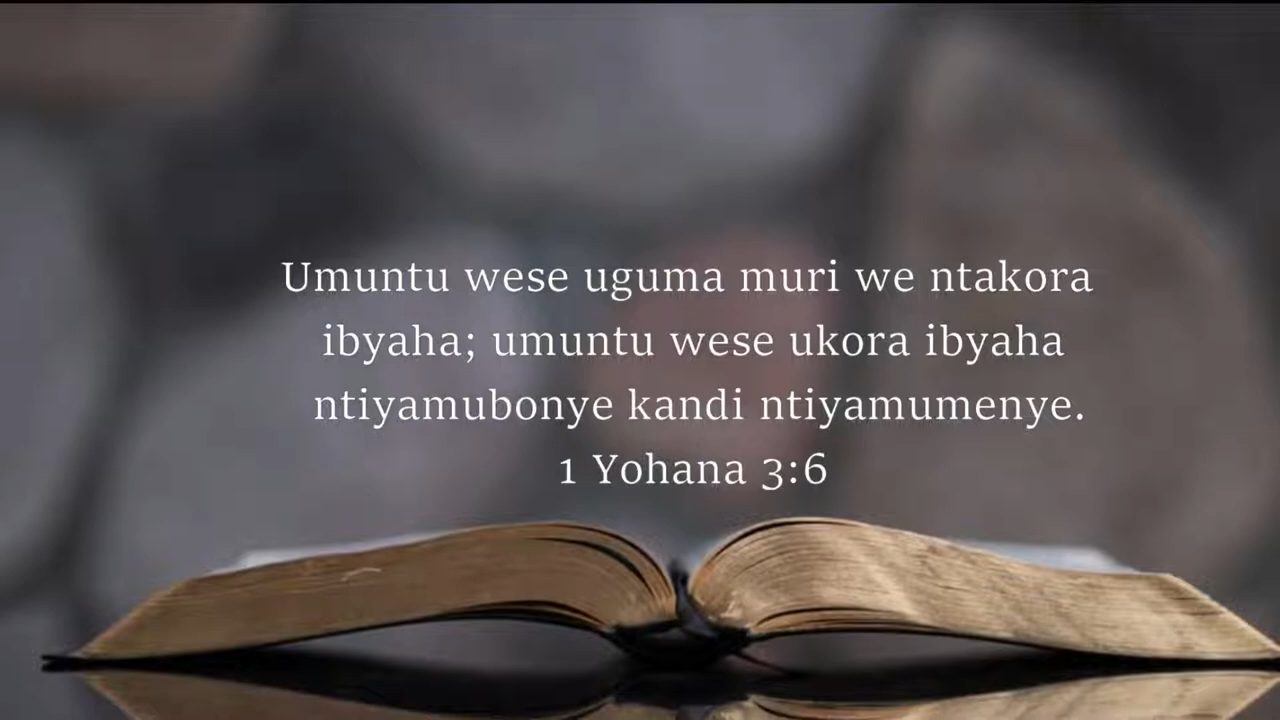 Umuntu wese uguma muri we ntakora
ibyaha; umuntu wese ukora ibyaha
ntiyamubonye kandi ntiyamumenye.
1 Yohana 3:6